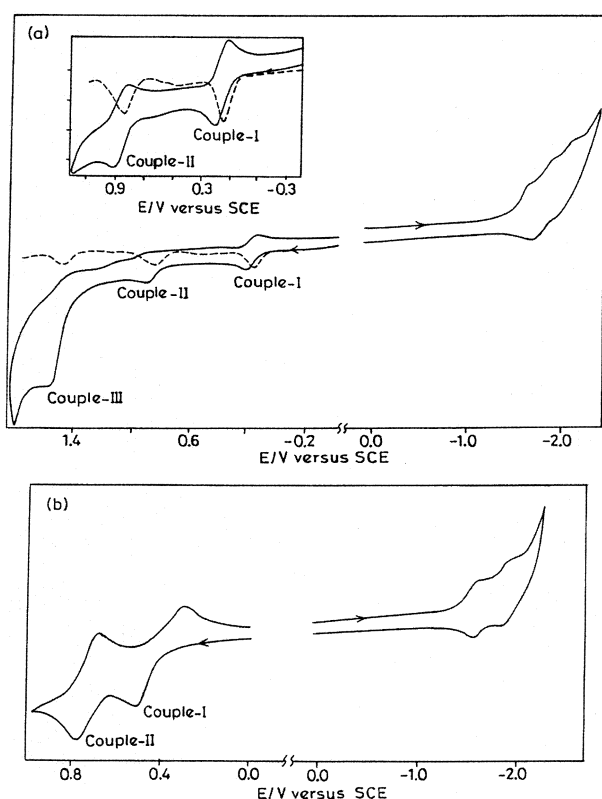 (a)
Couple-I
Couple-II
0.9 0.3 -0.3
E/V versus SCE
Couple-II
Couple-I
Couple-III
1.4 0.6 -0.2 0.0 -1.0 -2.0
E/V versus SCE
(b)
Couple-I
Couple-II
0.8 0.4 0.0 0.0 -1.0 -2.0
E/V versus SCE